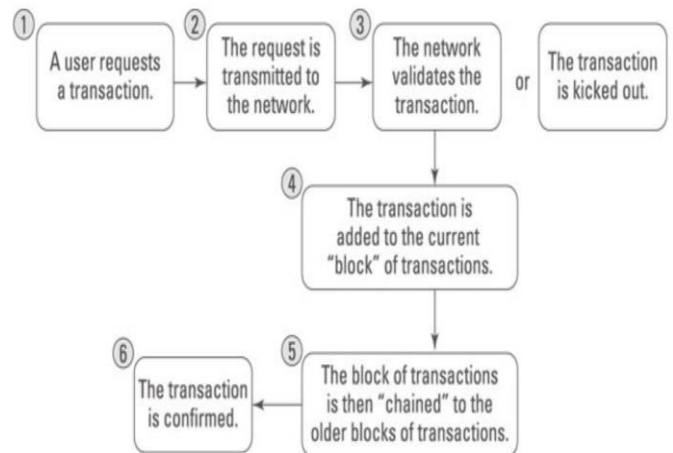 1
A user requests
a transaction.
2
The request is
transmitted to
the network.
3
The network
validates the
transaction.
or
The transaction
is kicked out.
4
The transaction is
added to the current
“block” of transactions.
5
The block of transactions
is then “chained” to the
older blocks of transactions.
6
The transaction
is confirmed.